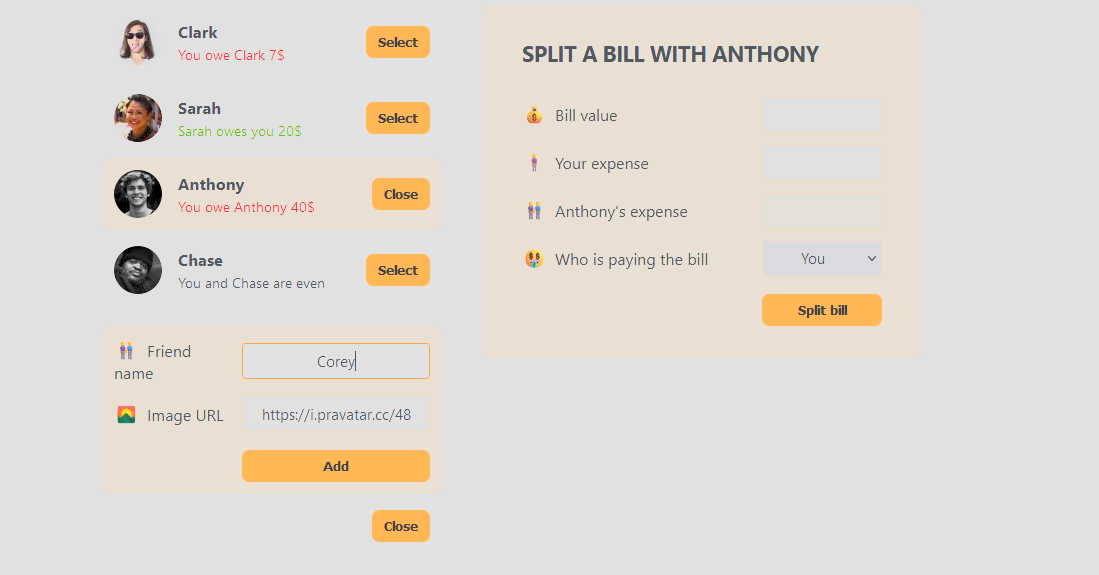 Clark
You owe Clark 7$
Select
Sarah
Sarah owes you 20$
Select
Anthony
You owe Anthony 40$
Close
Chase
You and Chase are even
Select
Friend
name
Corey
Image URL
https://i.pravatar.cc/48
Add
Close
SPLIT A BILL WITH ANTHONY
Bill value
Your expense
Anthony's expense
Who is paying the bill
You
Split bill